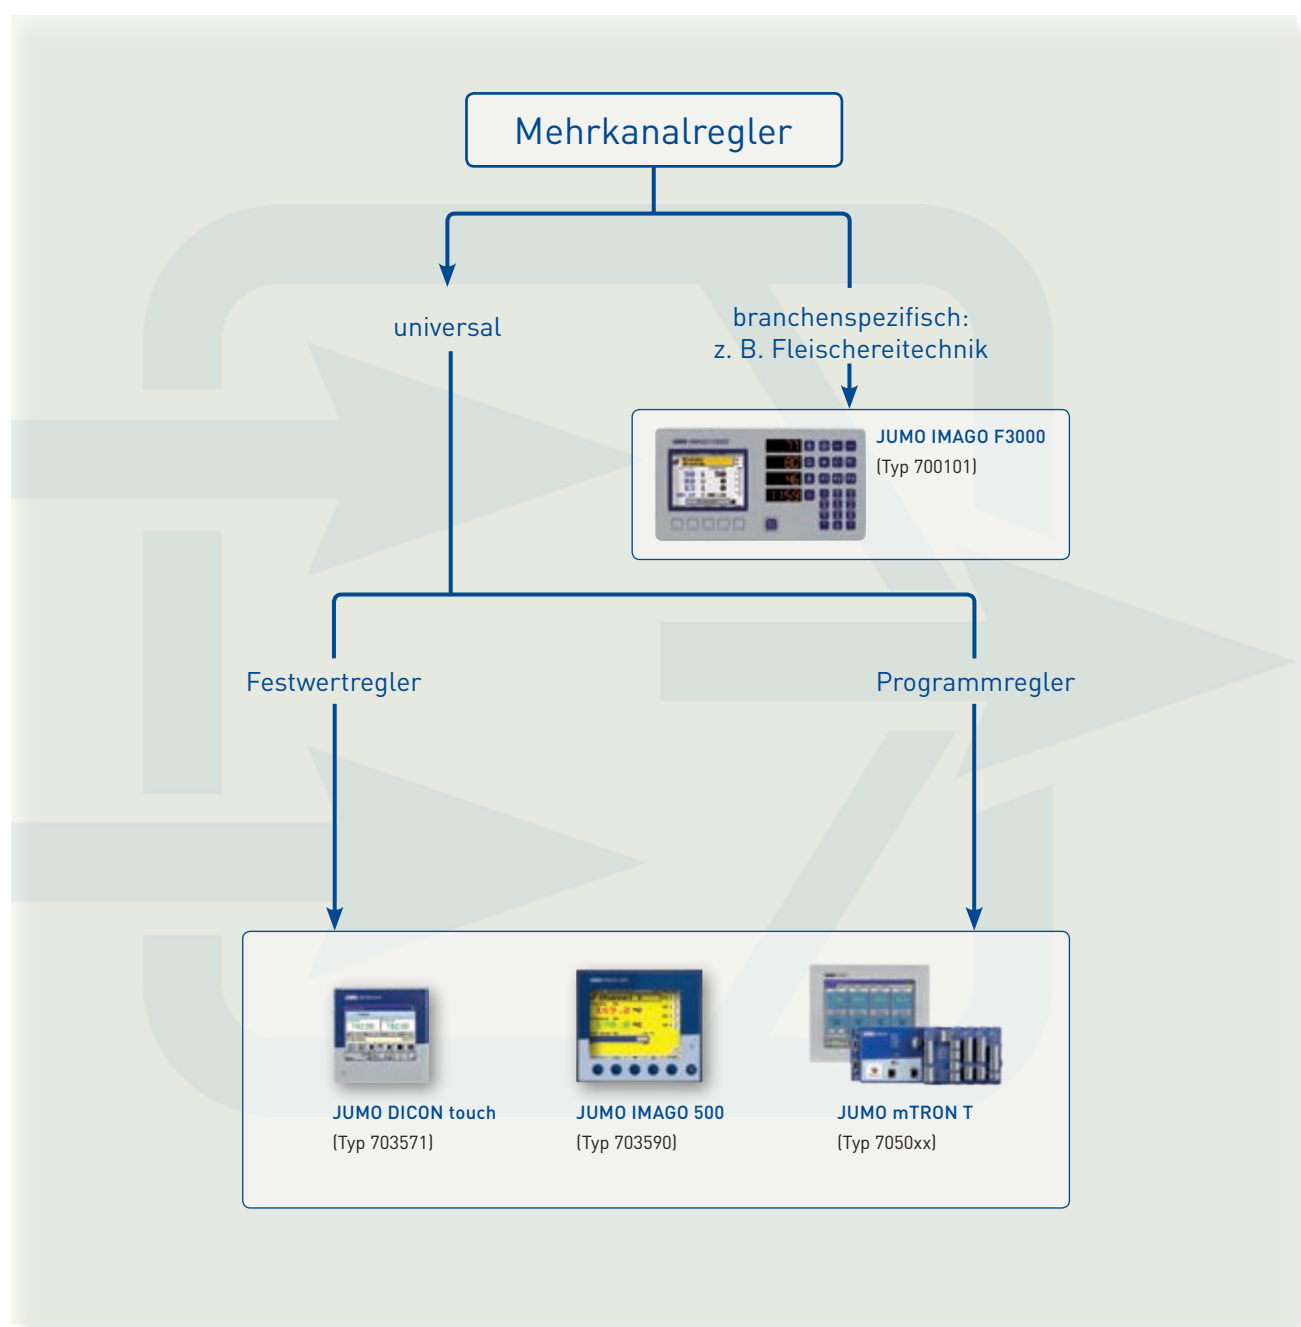 Mehrkanalregler
universal
branchenspezifisch:
z. B. Fleischereitechnik
JUMO IMAGO F3000
(Typ 700101)
Festwertregler
Programmregler
JUMO DICON touch
(Typ 703571)
JUMO IMAGO 500
(Typ 703590)
JUMO mTRON T
(Typ 7050xx)